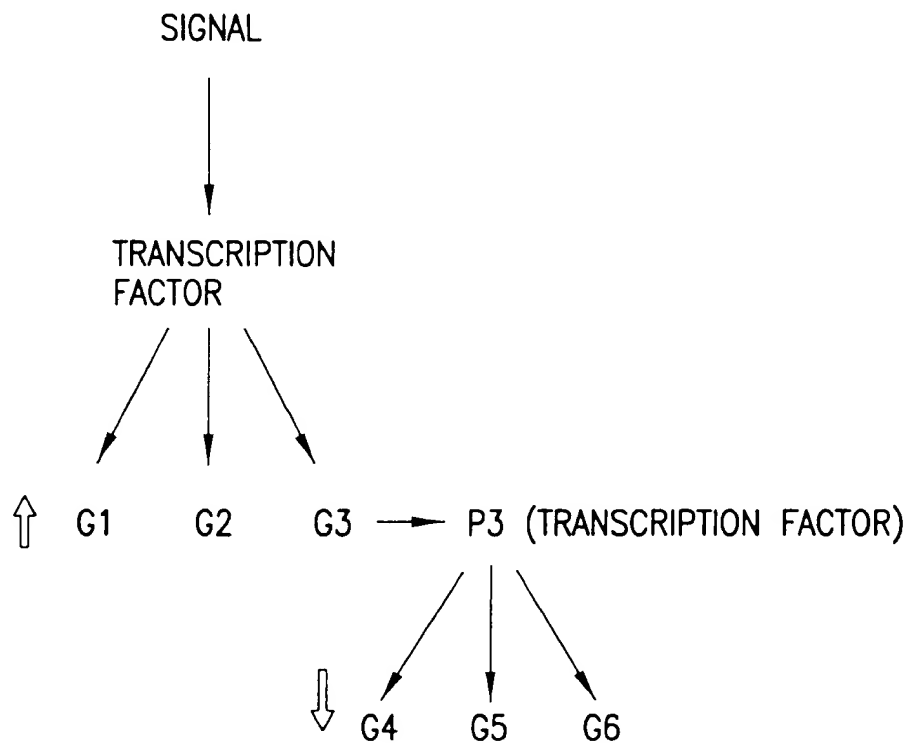 SIGNAL
TRANSCRIPTION
FACTOR
G1 G2 G3 P3 (TRANSCRIPTION FACTOR)
G4 G5 G6